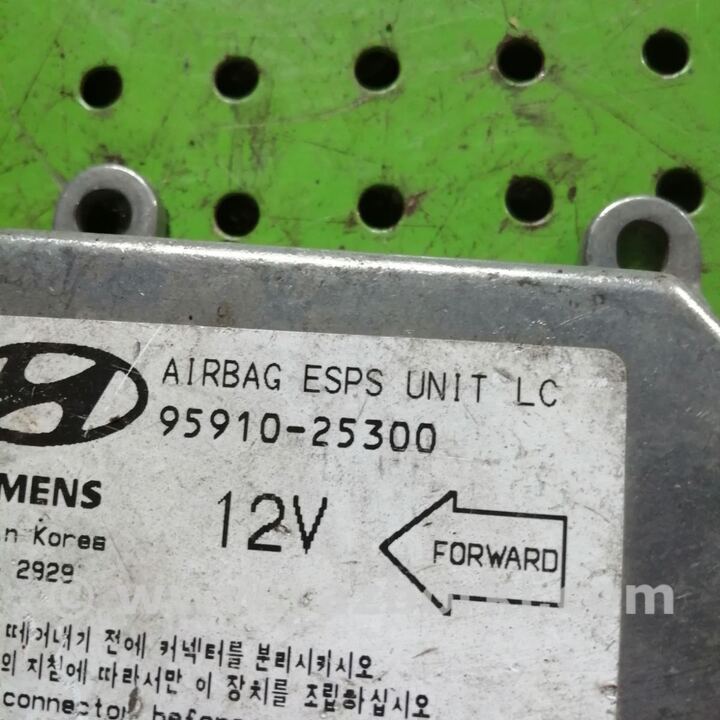 AIRBAG ESPS UNIT LC
95910-25300
MENS
n Korea
12V
FORWARD
2929
떼거내기 전에 커넥터를 분리시키시오
의 지침에 따라서만 이 장치를 조립하십시오
connector before